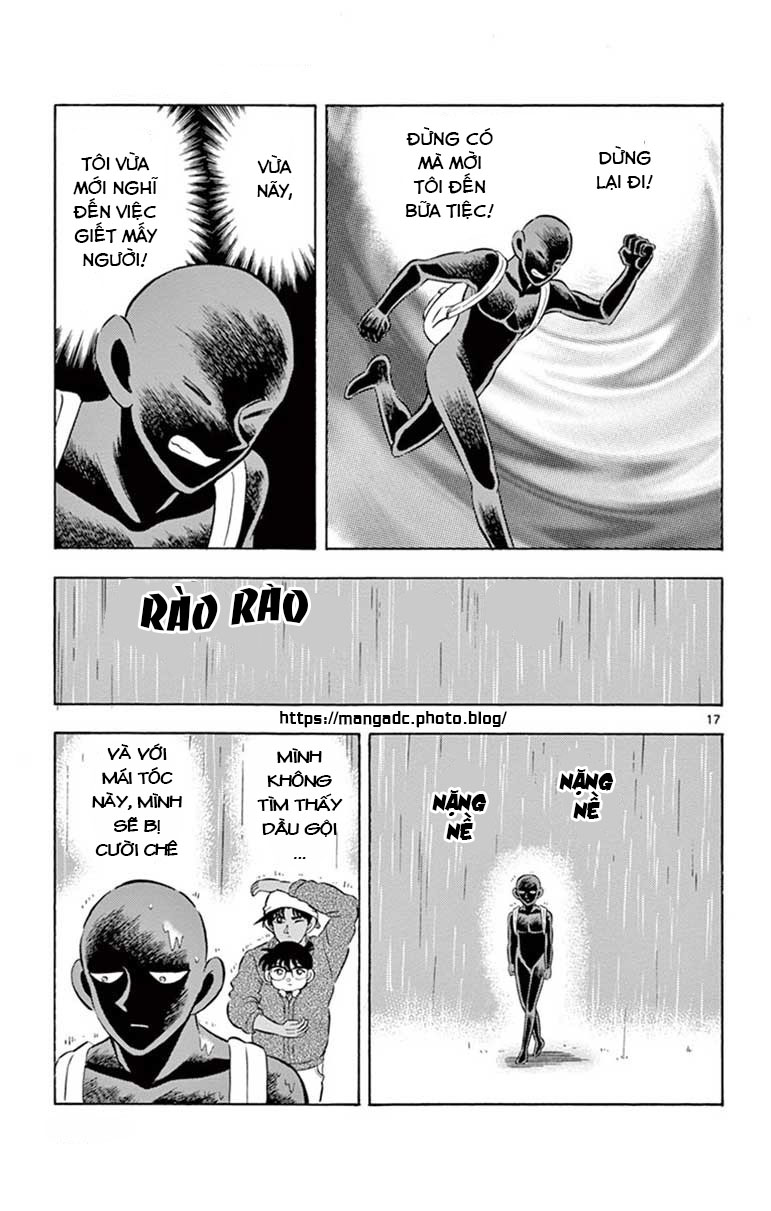 DỪNG
LẠI ĐI!
ĐỪNG CÓ
MÀ MỜI
TÔI ĐẾN
BỮA TIỆC!
VỪA
NÃY,
TÔI VỪA
MỚI NGHĨ
ĐẾN VIỆC
GIẾT MẤY
NGƯỜI!
RÀO RÀO
https://mangadc.photo.blog/
17
NẶNG
NỀ
NẶNG
NỀ
MÌNH
KHÔNG
TÌM THẤY
DẦU GỘI
...
VÀ VỚI
MÁI TÓC
NÀY, MÌNH
SẼ BỊ
CƯỜI CHÊ